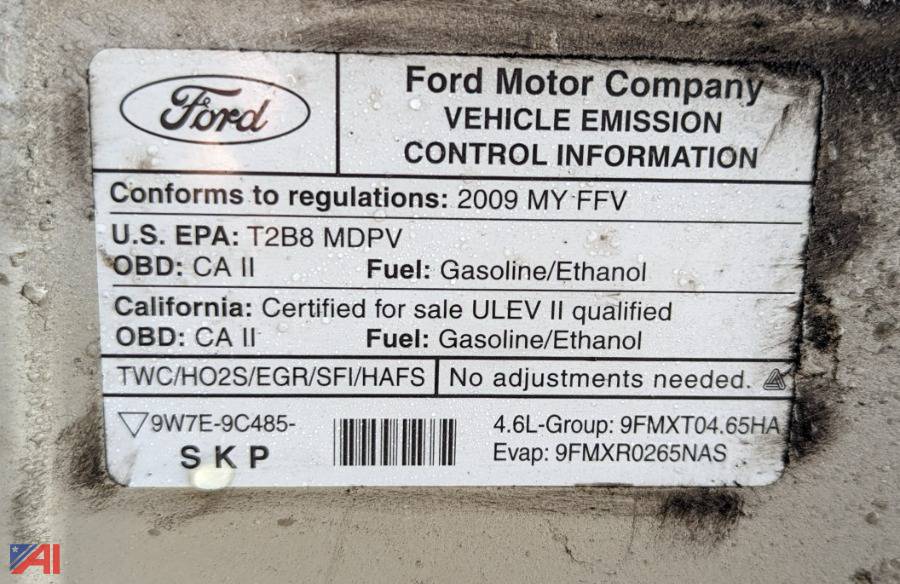 Ford
Ford Motor Company
VEHICLE EMISSION
CONTROL INFORMATION
Conforms to regulations: 2009 MY FFV
U.S. EPA: T2B8 MDPV
OBD: CA II Fuel: Gasoline/Ethanol
California: Certified for sale ULEV II qualified
OBD: CA II Fuel: Gasoline/Ethanol
TWC/HO2S/EGR/SFI/HAFS No adjustments needed.
9W7E-9C485-
SKP
4.6L-Group: 9FMXT04.65HA
Evap: 9FMXR0265NAS
AI